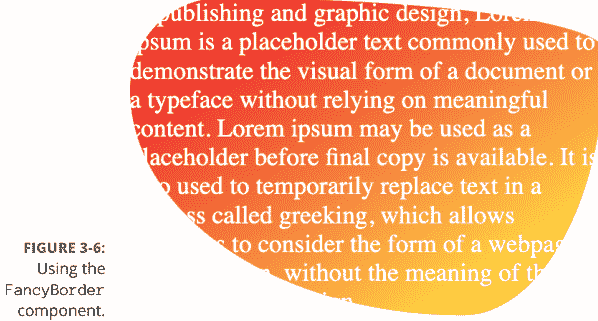 publishing and graphic design,
ipsum is a placeholder text commonly used to
demonstrate the visual form of a document or
a typeface without relying on meaningful
content. Lorem ipsum may be used as a
placeholder before final copy is available. It is
used to temporarily replace text in a
called greeking, which allows
to consider the form of a webpage
without the meaning of
FIGURE 3-6:
Using the
FancyBorder
component.